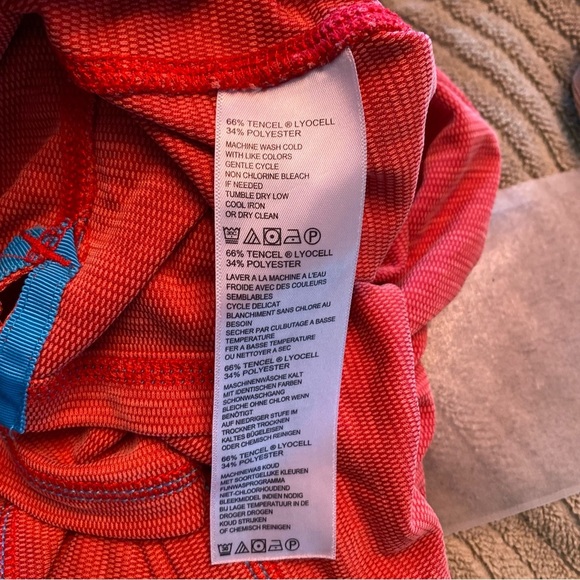 66% TENCEL ® LYOCELL
34% POLYESTER
MACHINE WASH COLD
WITH LIKE COLORS
GENTLE CYCLE
NON CHLORINE BLEACH
IF NEEDED
TUMBLE DRY LOW
COOL IRON
OR DRY CLEAN
66% TENCEL ® LYOCELL
34% POLYESTER
LAVER A LA MACHINE A L'EAU
FROIDE AVEC DES COULEURS
SEMBLABLES
CYCLE DELICAT
BLANCHIMENT SANS CHLORE AU
BESOIN
SECHER PAR CULBUTAGE A BASSE
TEMPERATURE
FER A BASSE TEMPERATURE
OU NETTOYER A SEC
66% TENCEL ® LYOCELL
34% POLYESTER
MASCHINENWÄSCHE KALT
MIT IDENTISCHEN FARBEN
SCHONWASCHGANG
BLEICHE OHNE CHLOR WENN
BENÖTIGT
AUF NIEDRIGER STUFE IM
TROCKNER TROCKNEN
KALTES BÜGELEISEN
ODER CHEMISCH REINIGEN
66% TENCEL ® LYOCELL
34% POLYESTER
MACHINEWAS KOUD
MET SOORTGELIJKE KLEUREN
FIJNWASPROGRAMMA
NIET-CHLOORHOUDEND
BLEEKMIDDEL INDIEN NODIG
BIJ LAGE TEMPERATUUR IN DE
DROGER DROGEN
KOUD STRIJKEN
OF CHEMISCH REINIGEN